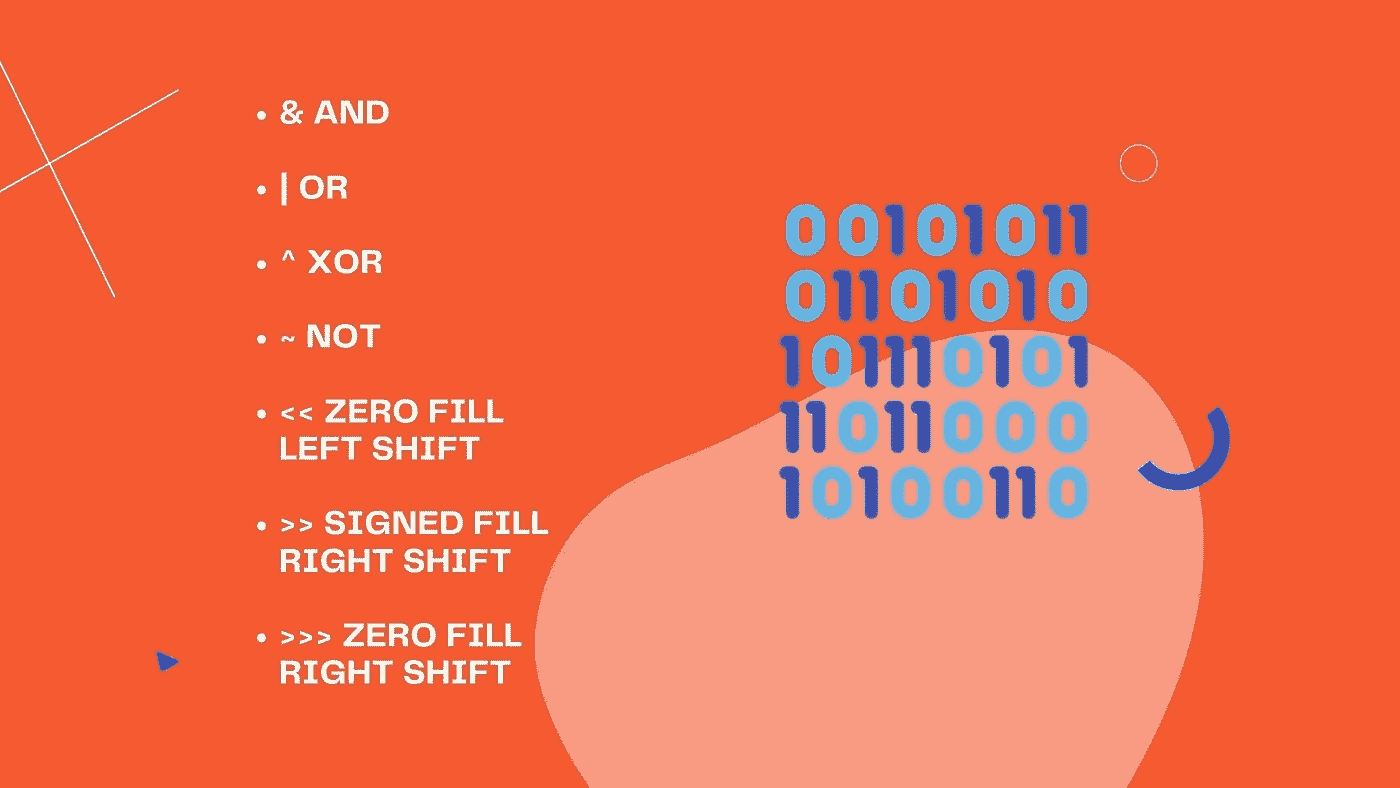 • & AND
• | OR
• ^ XOR
• ~ NOT
• << ZERO FILL
LEFT SHIFT
• >> SIGNED FILL
RIGHT SHIFT
• >>> ZERO FILL
RIGHT SHIFT
00101011
01101010
101110101
11011000
10100110